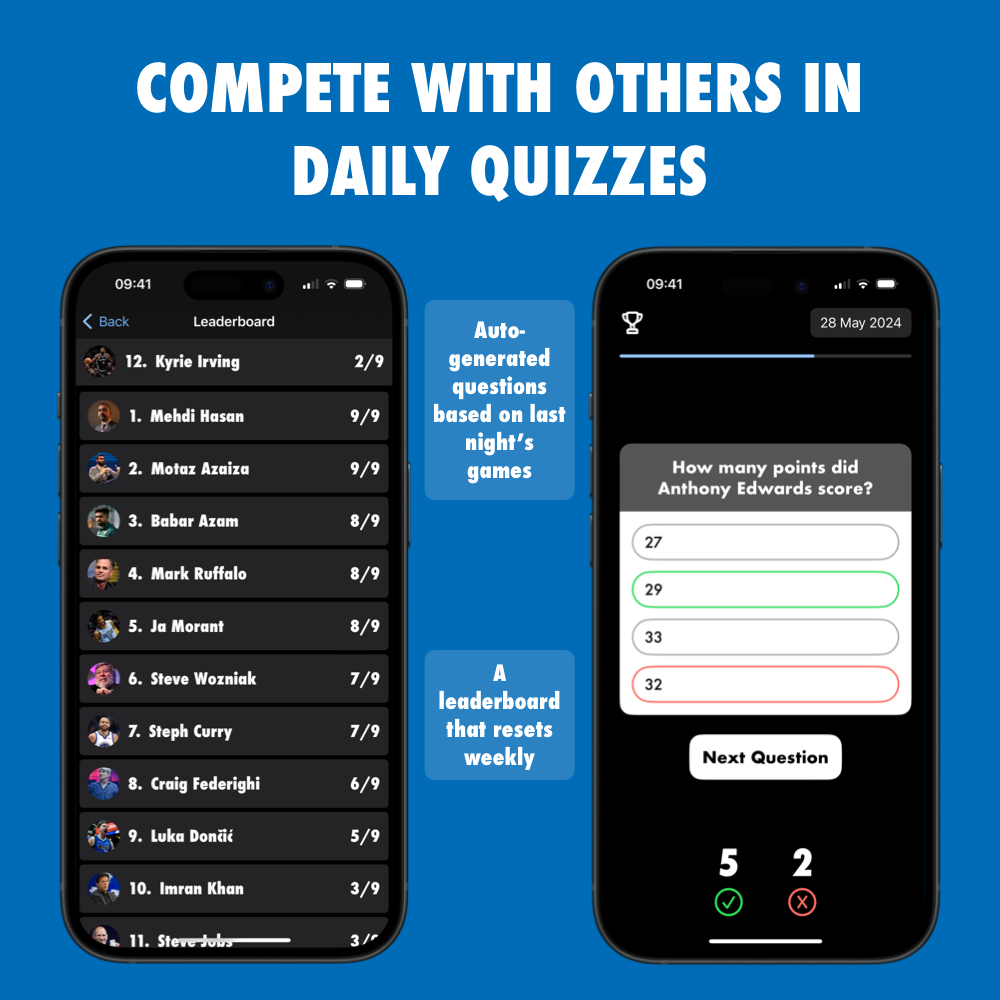 COMPETE WITH OTHERS IN
DAILY QUIZZES
09:41
Back
Leaderboard
12. Kyrie Irving 2/9
1. Mehdi Hasan 9/9
2. Motaz Azaiza 9/9
3. Babar Azam 8/9
4. Mark Ruffalo 8/9
5. Ja Morant 8/9
6. Steve Wozniak 7/9
7. Steph Curry 7/9
8. Craig Federighi 6/9
9. Luka Dončić 5/9
10. Imran Khan 3/9
11. Steve Jobs 3/9
Auto-
generated
questions
based on last
night's
games
A
leaderboard
that resets
weekly
09:41
28 May 2024
How many points did
Anthony Edwards score?
27
29
33
32
Next Question
5 2